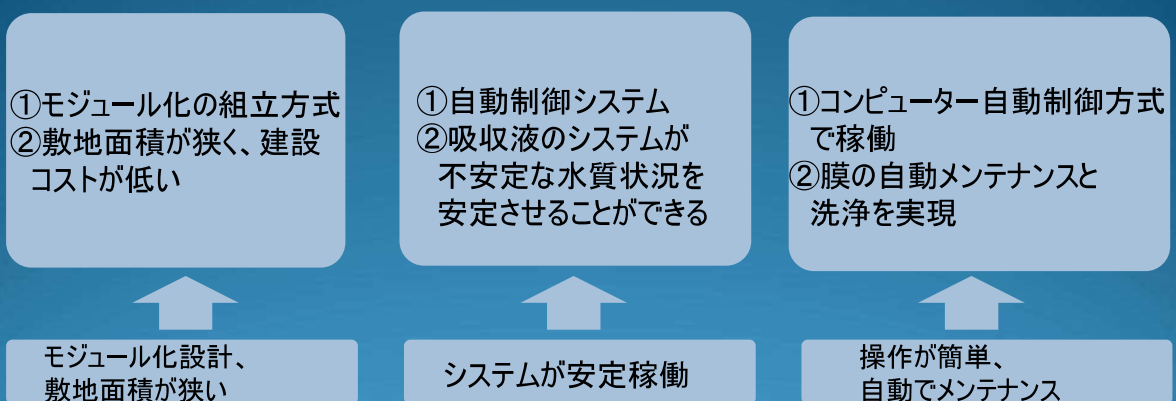 ①モジュール化の組立方式
②敷地面積が狭く、建設
コストが低い
①自動制御システム
②吸収液のシステムが
不安定な水質状況を
安定させることができる
①コンピューター自動制御方式
で稼働
②膜の自動メンテナンスと
洗浄を実現
モジュール化設計、
敷地面積が狭い
システムが安定稼働
操作が簡単、
自動でメンテナンス